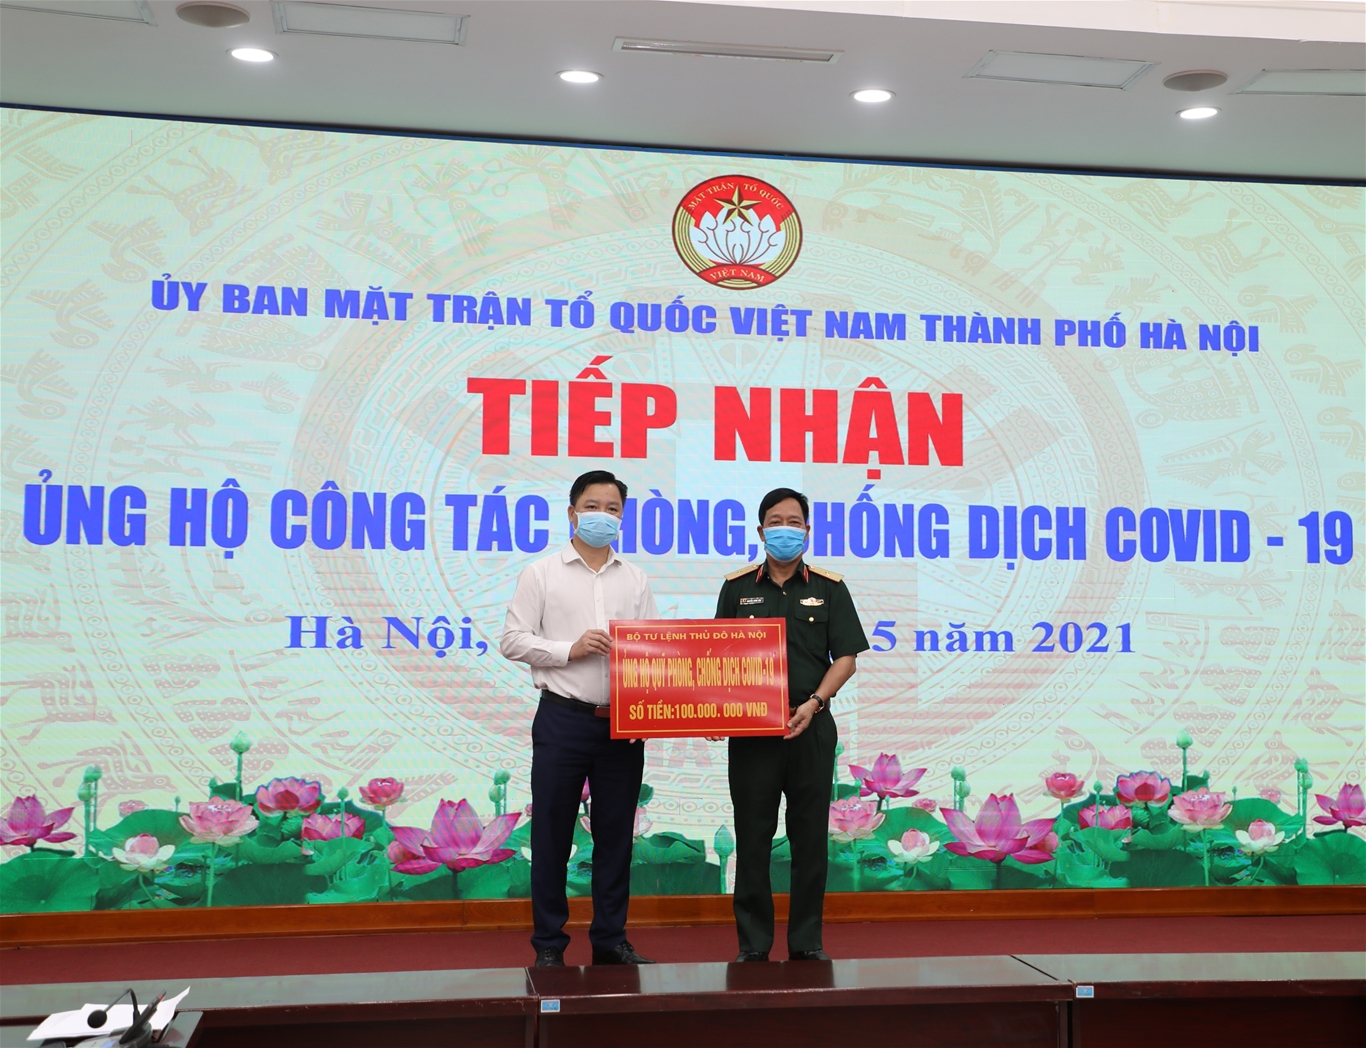 MẶT TRẬN TỔ QUỐC
VIỆT NAM
ỦY BAN MẶT TRẬN TỔ QUỐC VIỆT NAM THÀNH PHỐ HÀ NỘI
TIẾP NHẬN
ỦNG HỘ CÔNG TÁC PHÒNG, CHỐNG DỊCH COVID - 19
Hà Nội, 5 năm 2021
BỘ TƯ LỆNH THỦ ĐÔ HÀ NỘI
ỦNG HỘ QUỸ PHÒNG, CHỐNG DỊCH COVID-19
SỐ TIỀN:100.000. 000 VNĐ